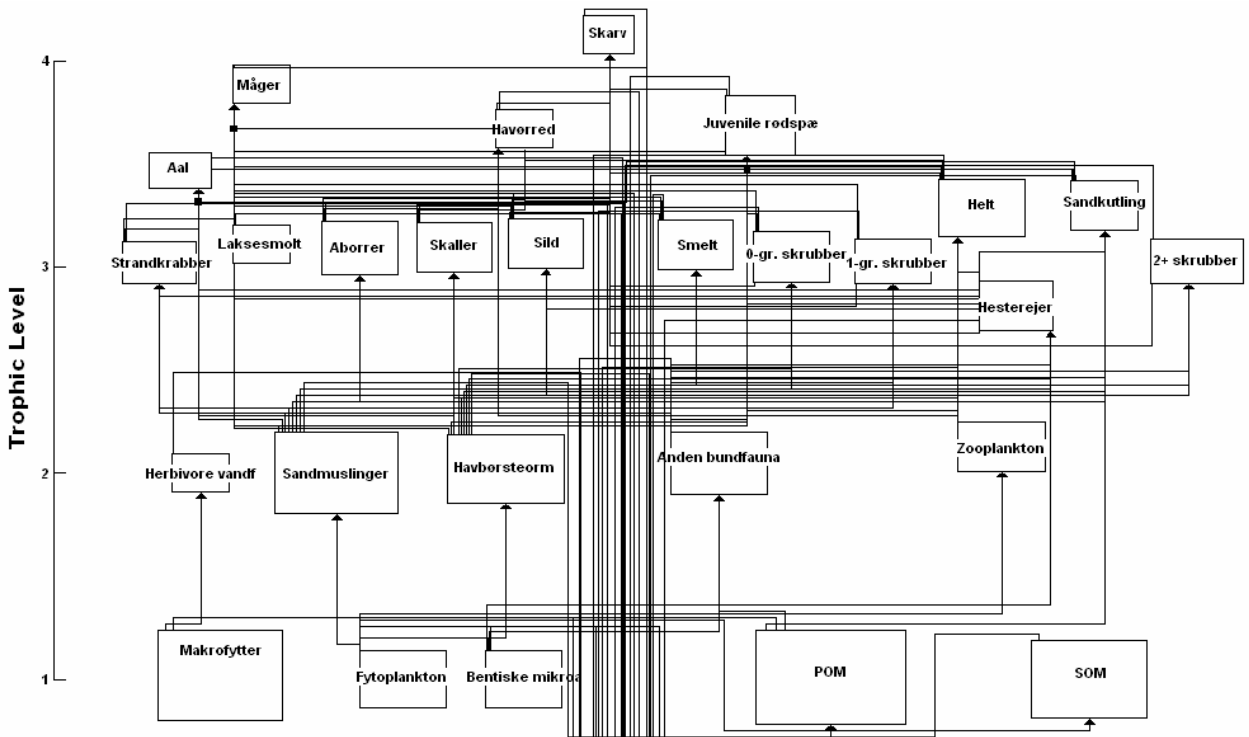 Skarv
4
Måger
Juvenile rødspæ
Havørred
Aal
Sandkutling
Helt
Laksesmolt
Aborrer
Skaller
Sild
Smelt
0-gr. skrubber
1-gr. skrubber
2+ skrubber
Strandkrabber
3
Hesterejer
Trophic Level
Zooplankton
Anden bundfauna
Havbørsteorm
Sandmuslinger
Herbivore vandf
2
Makrofytter
POM
SOM
Fytoplankton
Bentiske mikroa
1